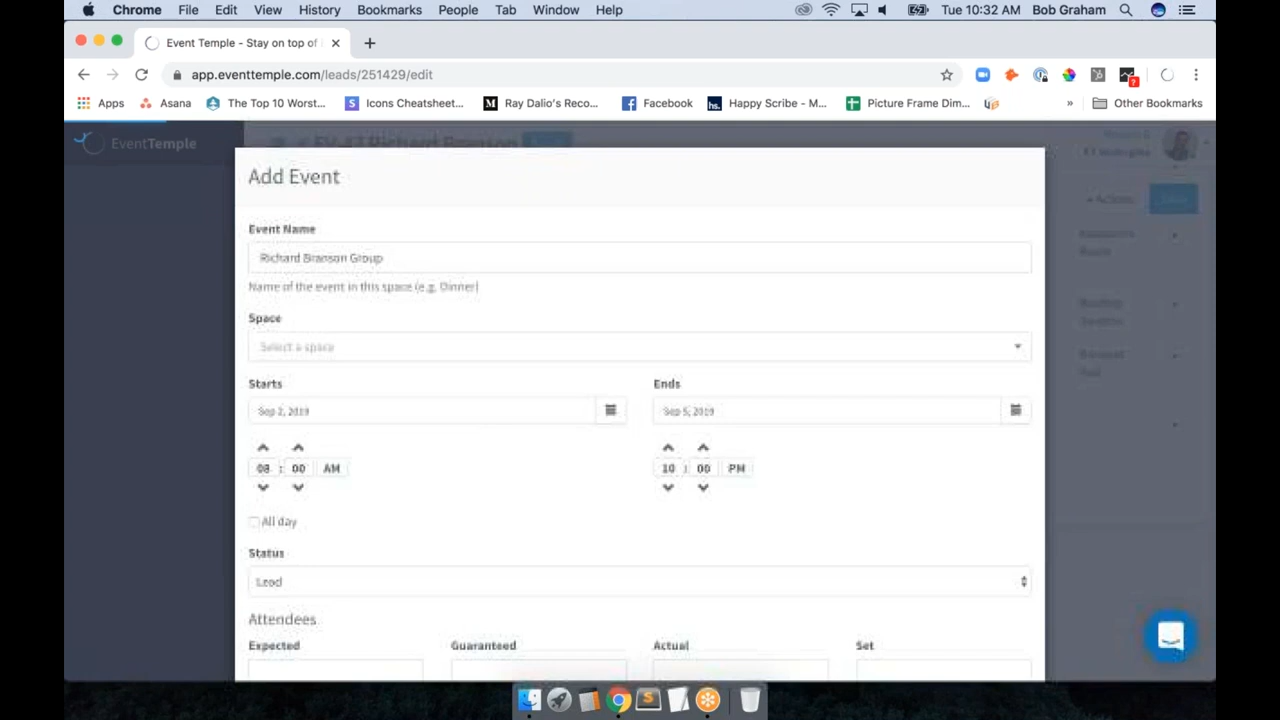 Chrome File Edit View History Bookmarks People Tab Window Help Tue 10:32 AM Bob Graham
Event Temple - Stay on top of
app.eventtemple.com/leads/251429/edit
Apps Asana The Top 10 Worst... Icons Cheatsheet... Ray Dalio's Reco... Facebook Happy Scribe - M... Picture Frame Dim... » Other Bookmarks
EventTemple
Richard Branson
Add Event
+ Actions
Event Name
Richard Branson Group
Name of the event in this space (e.g. Dinner)
Space
Select a space
Starts Ends
Sep 2, 2019 Sep 5, 2019
08 : 00 AM 10 : 00 PM
All day
Status
Lead
Attendees
Expected Guaranteed Actual Set